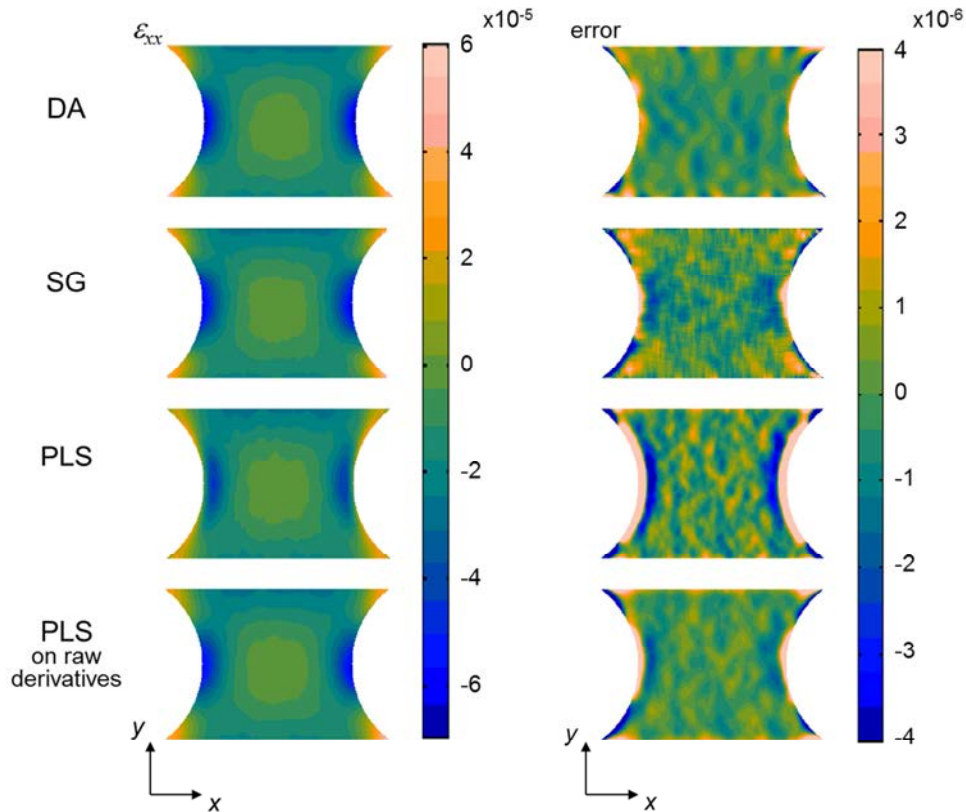 εxx
x10-5
error
x10-6
DA
SG
PLS
PLS
on raw
derivatives
6
4
2
0
-2
-4
-6
4
3
2
1
0
-1
-2
-3
-4
y
x
y
x